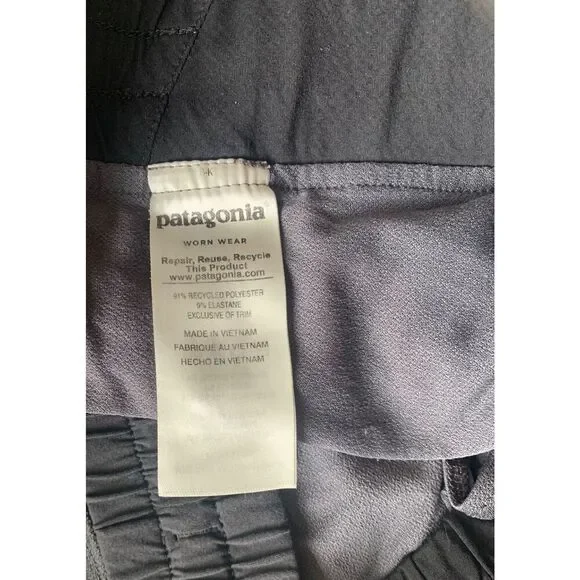 patagonia®
WORN WEAR
Repair, Reuse, Recycle
This Product
www.patagonia.com
91% RECYCLED POLYESTER
9% ELASTANE
EXCLUSIVE OF TRIM
MADE IN VIETNAM
FABRIQUE AU VIETNAM
HECHO EN VIETNAM